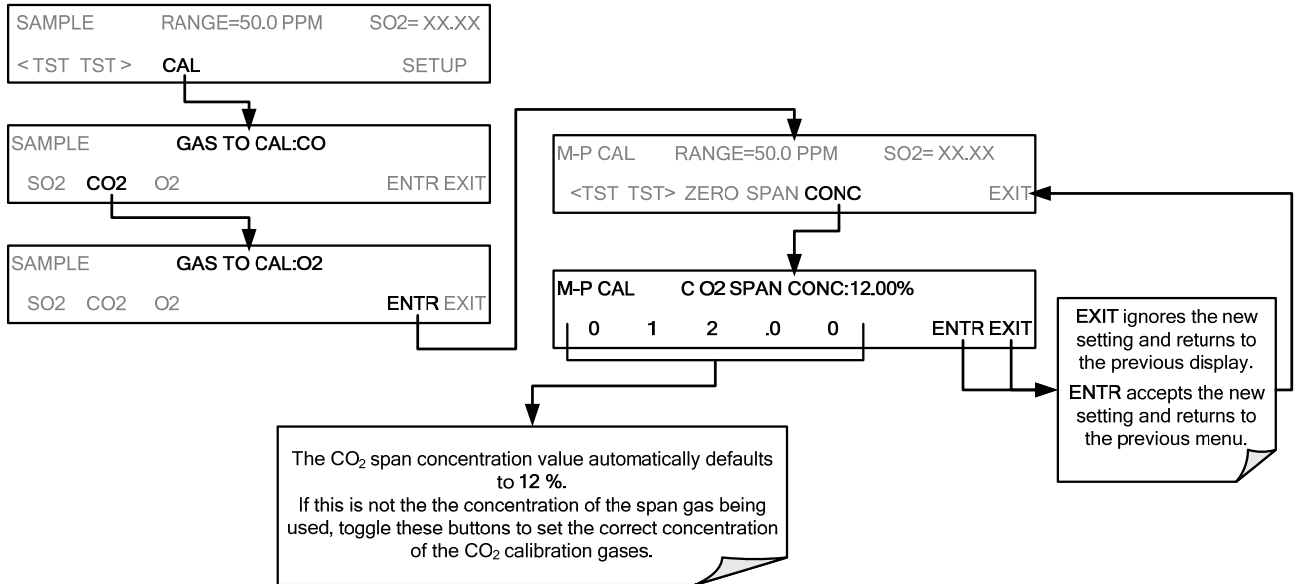 SAMPLE RANGE=50.0 PPM SO2= XX.XX
< TST TST > CAL SETUP
SAMPLE GAS TO CAL:CO
SO2 CO2 O2 ENTR EXIT
SAMPLE GAS TO CAL:O2
SO2 CO2 O2 ENTR EXIT
M-P CAL RANGE=50.0 PPM SO2= XX.XX
<TST TST> ZERO SPAN CONC EXIT
M-P CAL C O2 SPAN CONC:12.00%
0 1 2 .0 0 ENTR EXIT
EXIT ignores the new
setting and returns to
the previous display.
ENTR accepts the new
setting and returns to
the previous menu.
The CO₂ span concentration value automatically defaults
to 12 %.
If this is not the the concentration of the span gas being
used, toggle these buttons to set the correct concentration
of the CO₂ calibration gases.